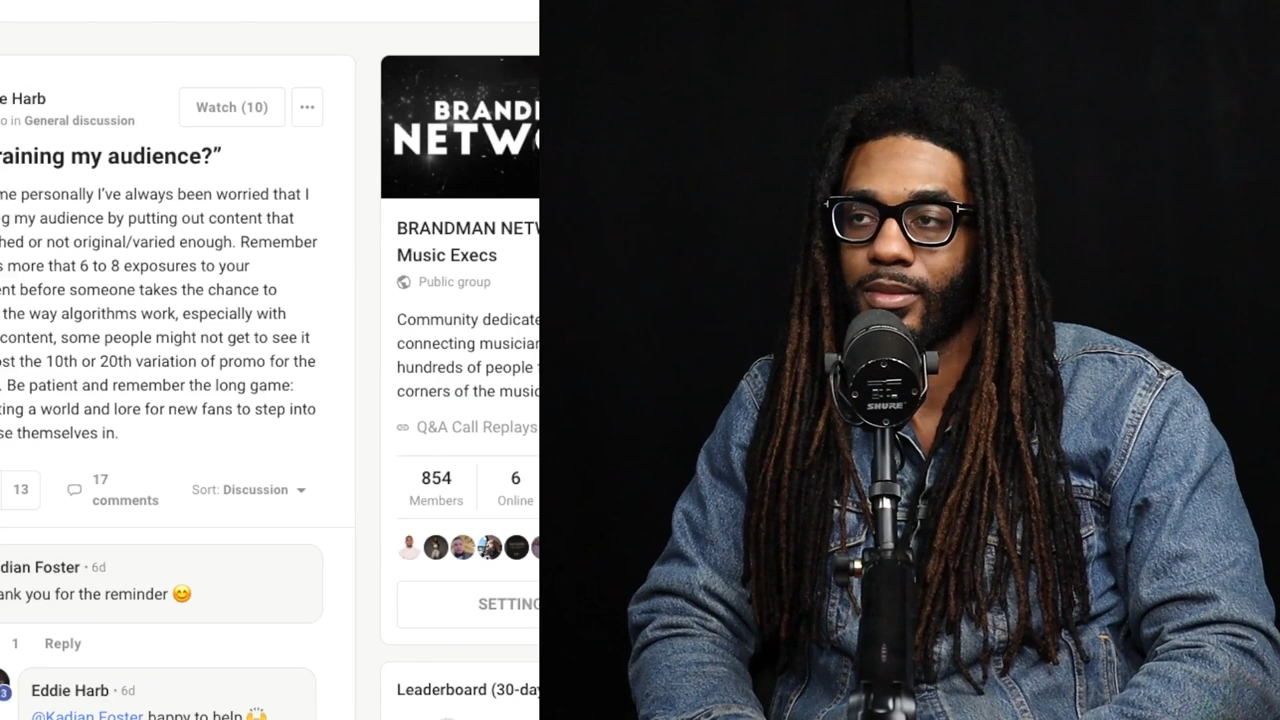 e Harb
o in General discussion
Watch (10)
raining my audience?”
me personally I’ve always been worried that I
g my audience by putting out content that
hed or not original/varied enough. Remember
s more that 6 to 8 exposures to your
ent before someone takes the chance to
the way algorithms work, especially with
content, some people might not get to see it
ost the 10th or 20th variation of promo for the
. Be patient and remember the long game:
ting a world and lore for new fans to step into
se themselves in.
13
17
comments
Sort: Discussion
dian Foster · 6d
ank you for the reminder 😊
1 Reply
3
Eddie Harb · 6d
@Kadian Foster happy to help 🙌
BRANDM
NETWO
BRANDMAN NETW
Music Execs
Public group
Community dedicate
connecting musician
hundreds of people
corners of the music
Q&A Call Replays
854 6
Members Online
SETTING
Leaderboard (30-day
SHURE